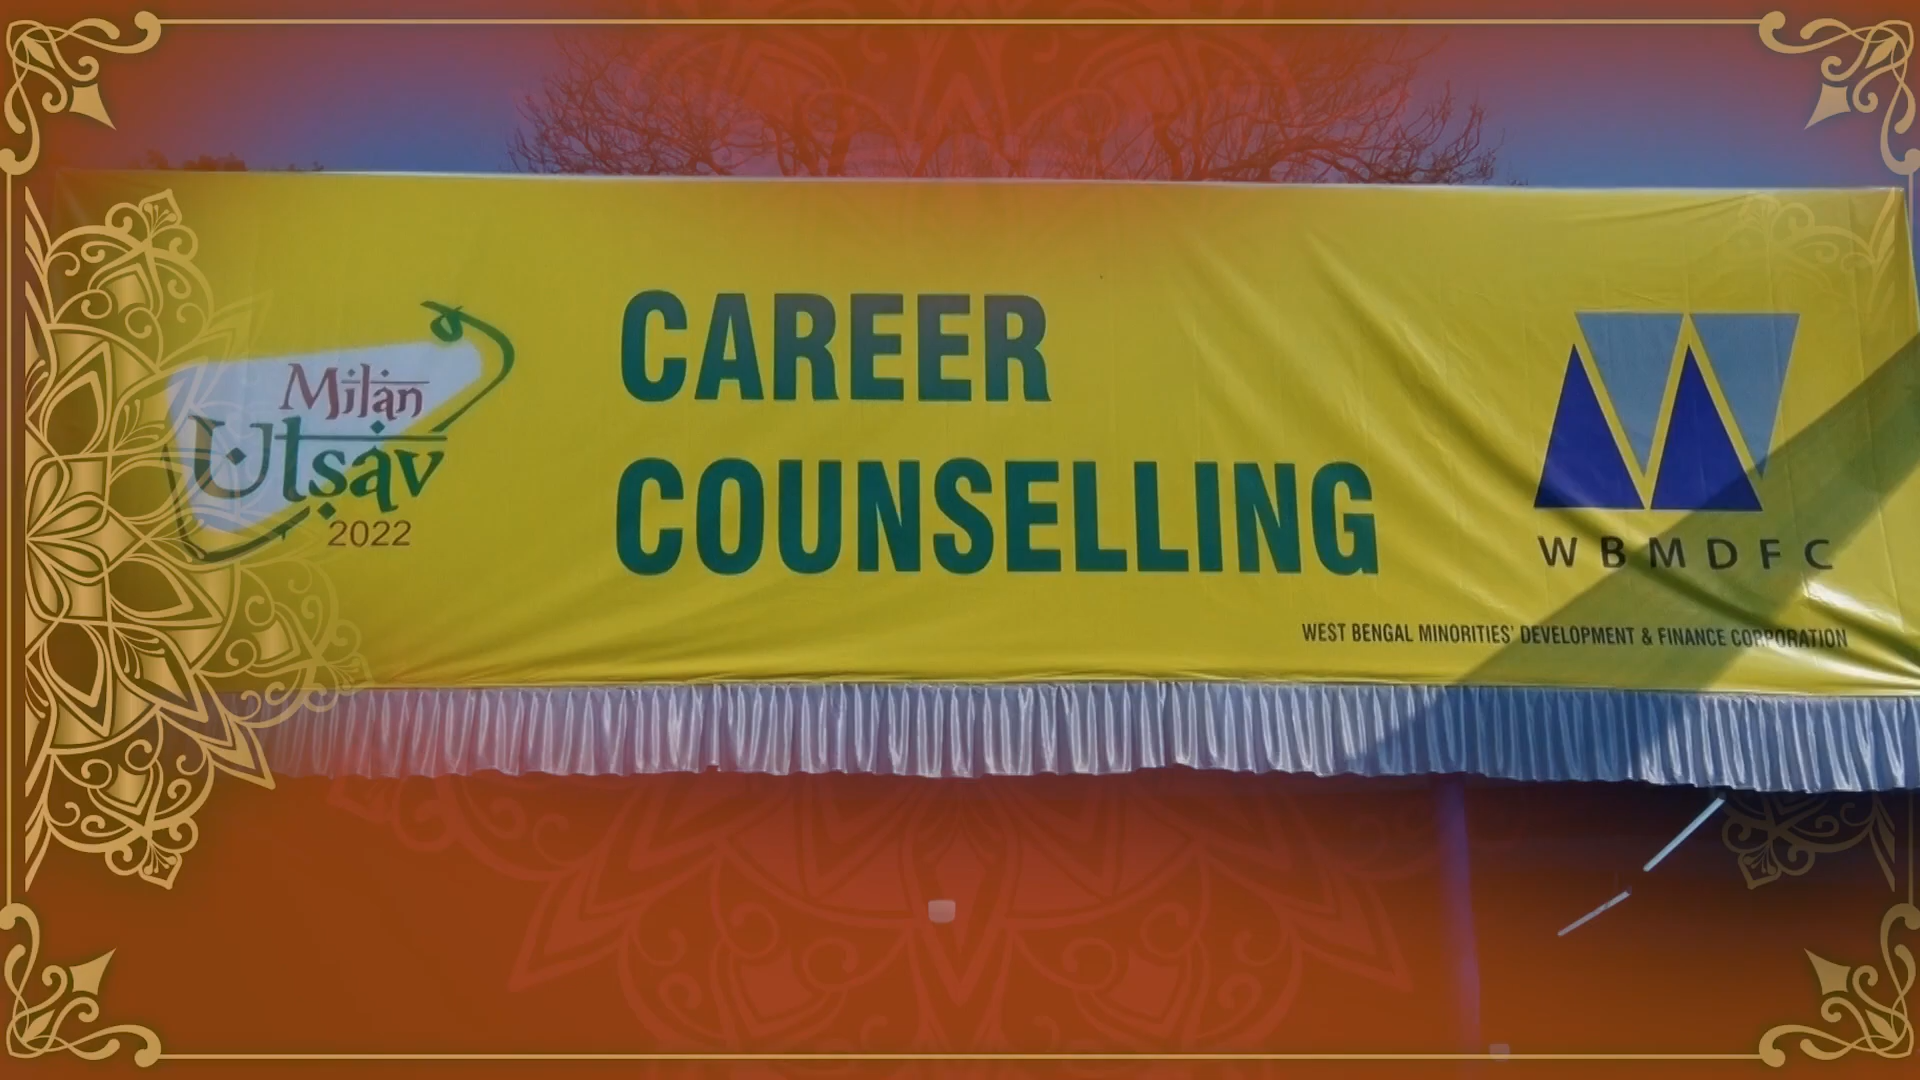 Milan
Utsav
2022
CAREER
COUNSELLING
WBMDFC
WEST BENGAL MINORITIES' DEVELOPMENT & FINANCE CORPORATION